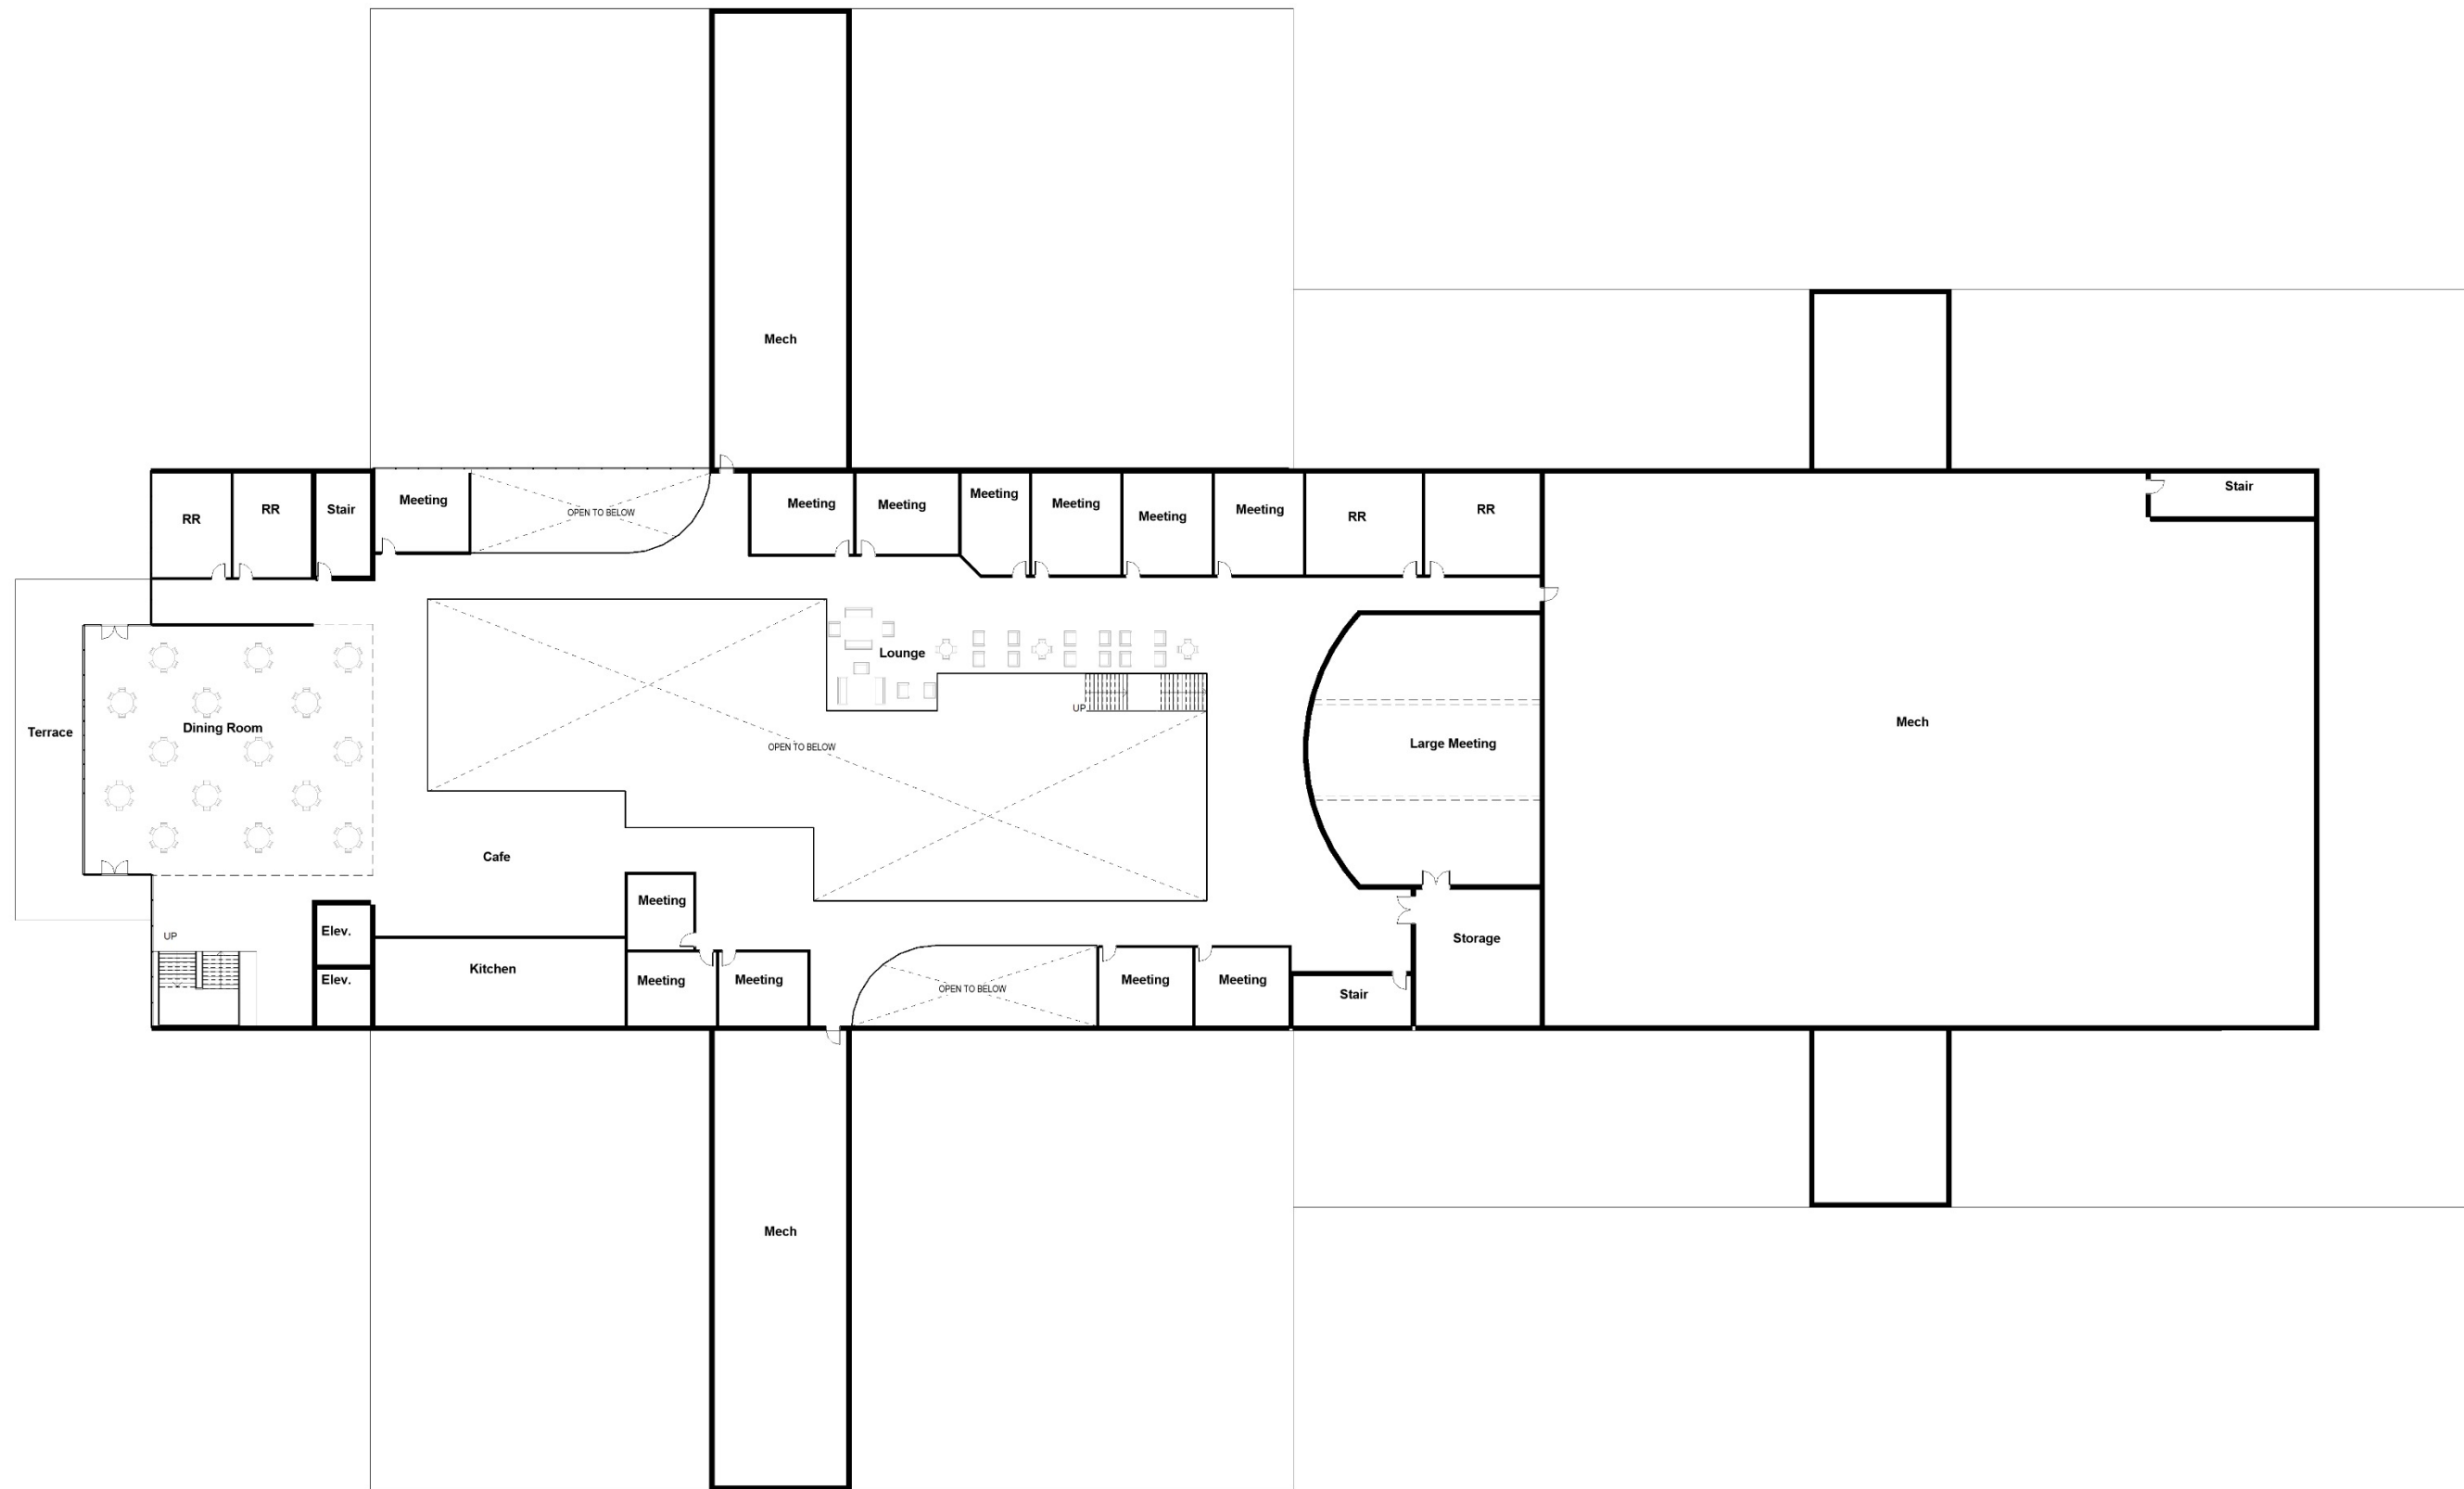 Mech
Stair
Meeting
Meeting
Meeting
Meeting
Meeting
RR
RR
Stair
OPEN TO BELOW
Meeting
Meeting
RR
RR
Lounge
UP
Mech
Terrace
Dining Room
Large Meeting
OPEN TO BELOW
Cafe
Meeting
UP
Elev.
Storage
Kitchen
Elev.
Meeting
Meeting
OPEN TO BELOW
Meeting
Meeting
Stair
Mech